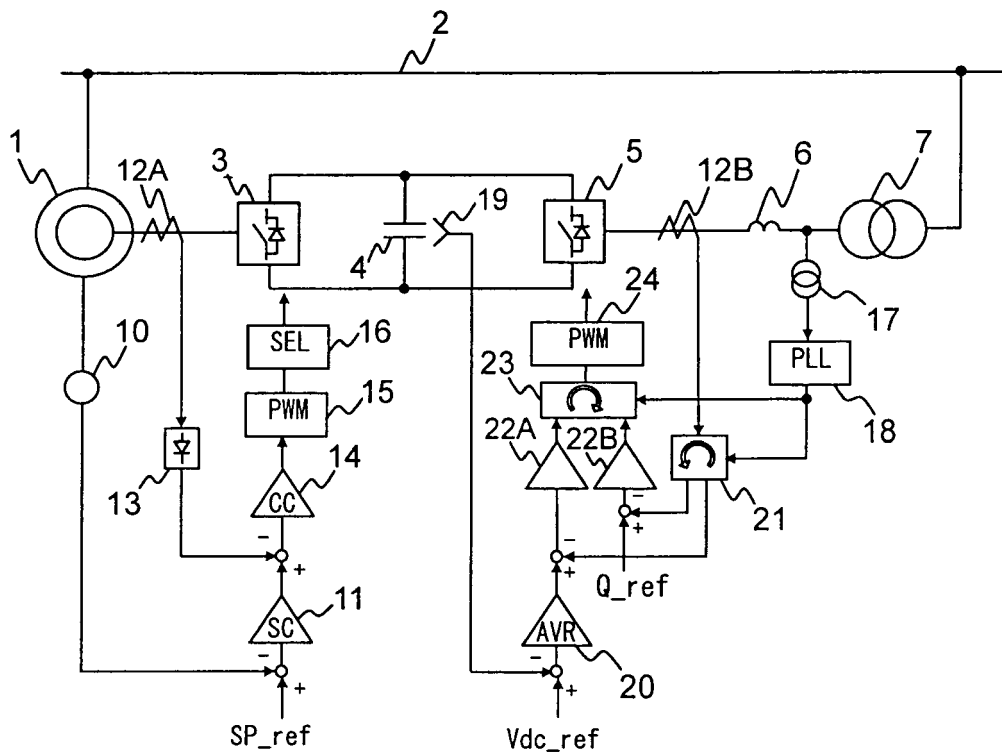 2
1
12A
3
5
12B
6
7
19
4
24
17
10
SEL
16
PWM
23
PLL
PWM
15
18
22A
22B
13
14
CC
21
-
+
-
+
-
+
Q_ref
11
SC
AVR
20
-
+
-
+
SP_ref
Vdc_ref